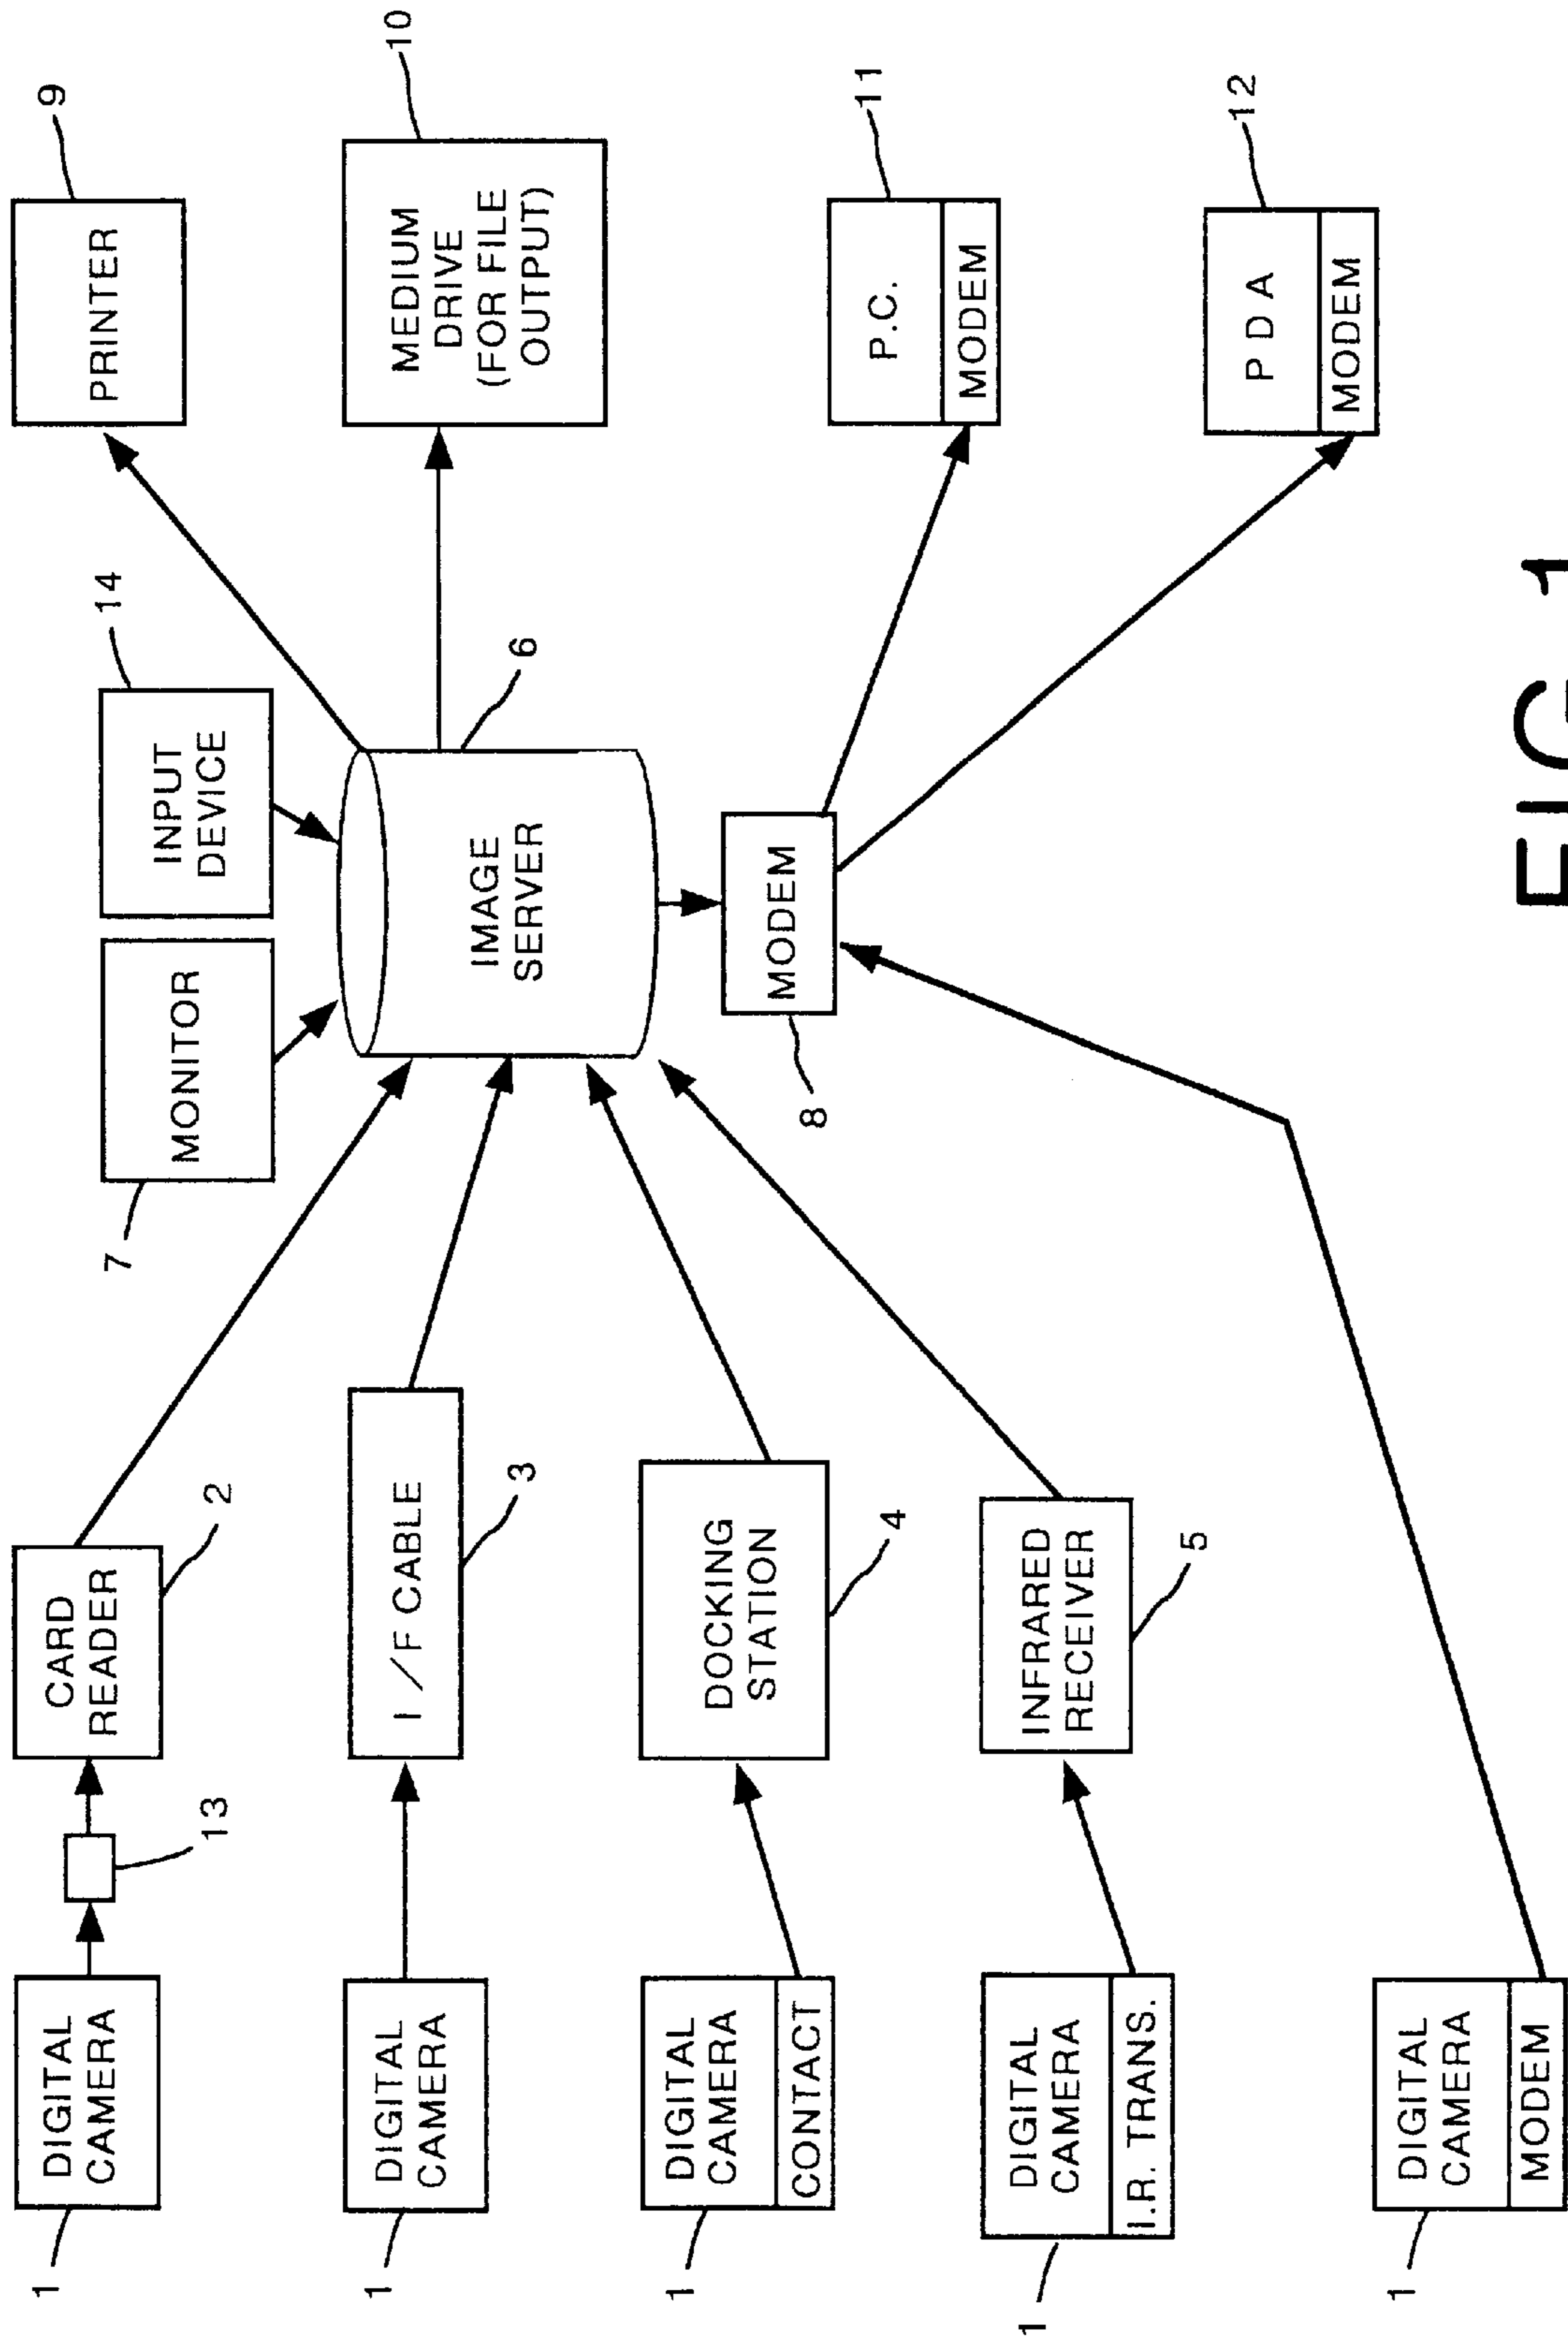 DIGITAL
CAMERA
1
13
CARD
READER
2
DIGITAL
CAMERA
1
I/F CABLE
3
DIGITAL
CAMERA
CONTACT
1
DOCKING
STATION
4
DIGITAL
CAMERA
I.R. TRANS.
1
INFRARED
RECEIVER
5
DIGITAL
CAMERA
MODEM
1
MONITOR
7
INPUT
DEVICE
14
IMAGE
SERVER
6
MODEM
8
PRINTER
9
MEDIUM
DRIVE
(FOR FILE
OUTPUT)
10
P.C.
MODEM
11
PDA
MODEM
12
FIG.1